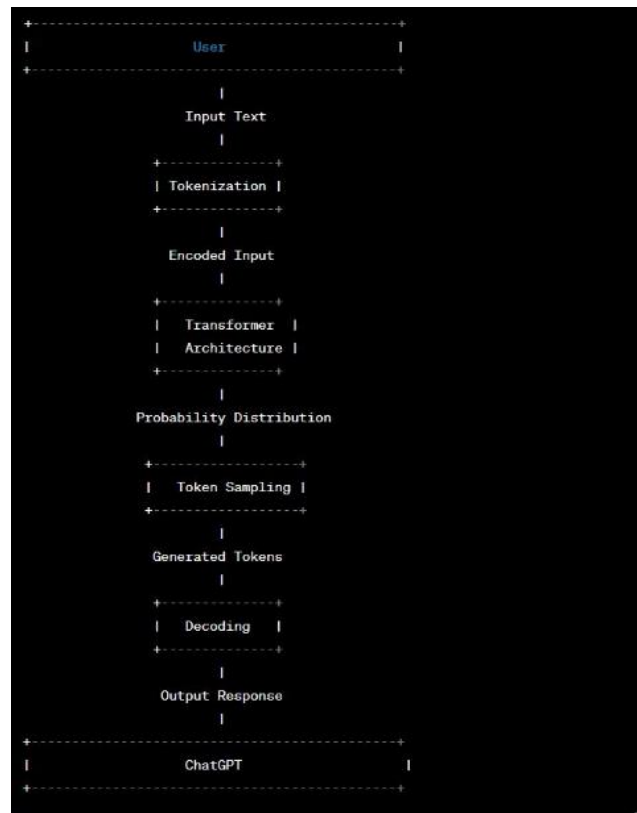 User
Input Text
Tokenization
Encoded Input
Transformer
Architecture
Probability Distribution
Token Sampling
Generated Tokens
Decoding
Output Response
ChatGPT